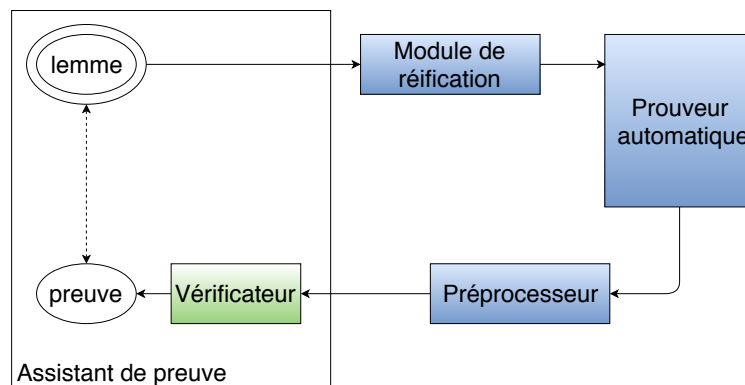 lemme
Module de
réification
Prouveur
automatique
preuve
Vérificateur
Préprocesseur
Assistant de preuve